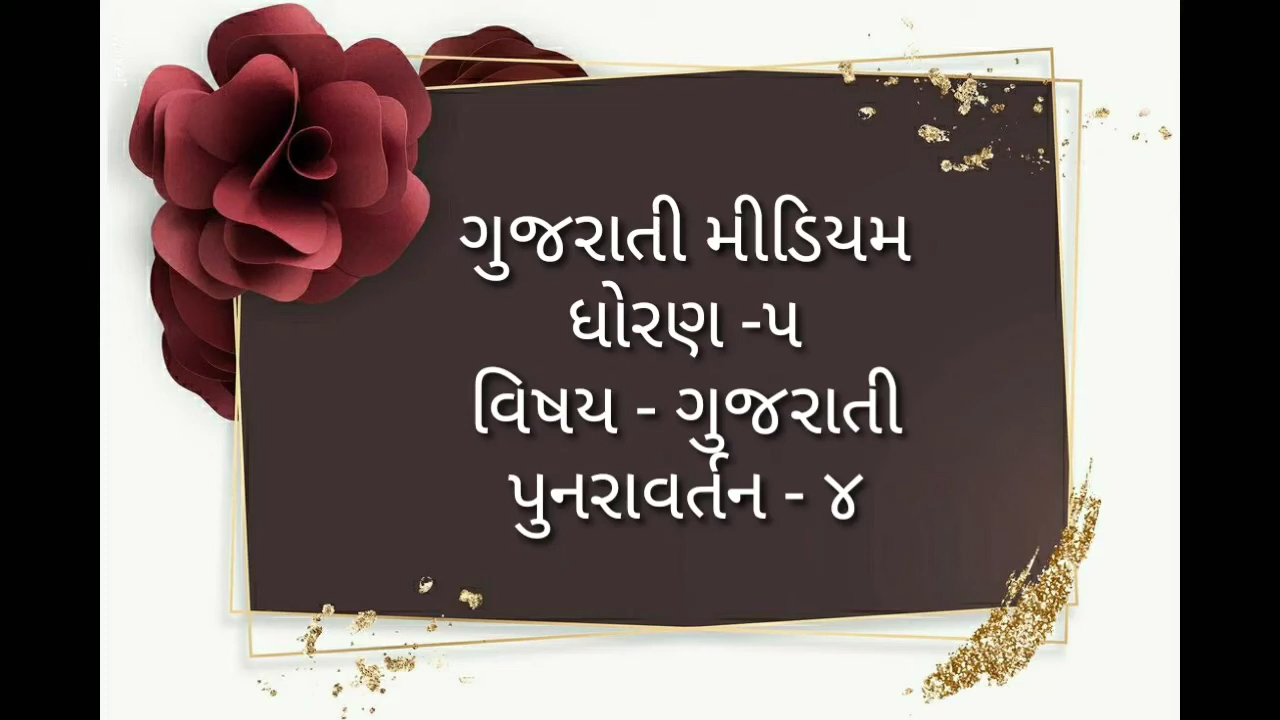 ગુજરાતી મીડિયમ
ધોરણ -૫
વિષય - ગુજરાતી
પુનરાવર્તન - ૪